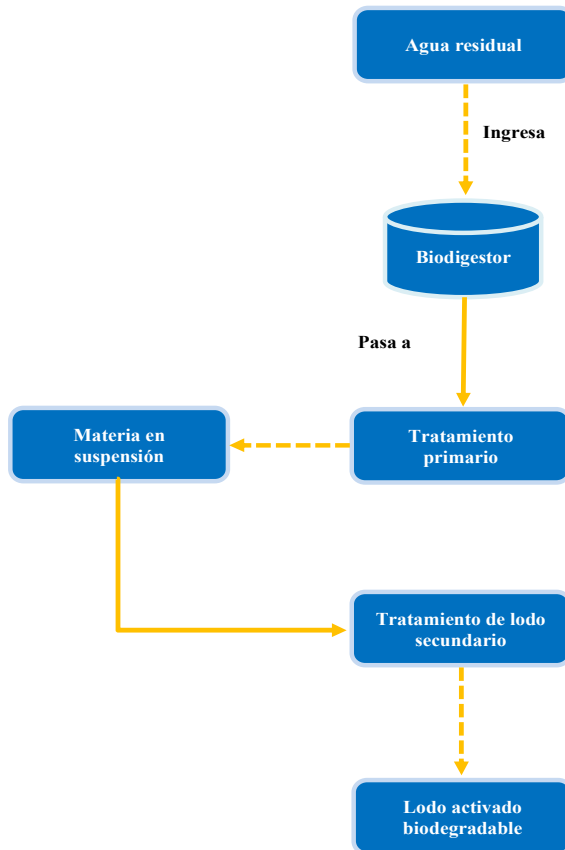 Agua residual
Ingresa
Biodigestor
Pasa a
Materia en
suspensión
Tratamiento
primario
Tratamiento de lodo
secundario
Lodo activado
biodegradable